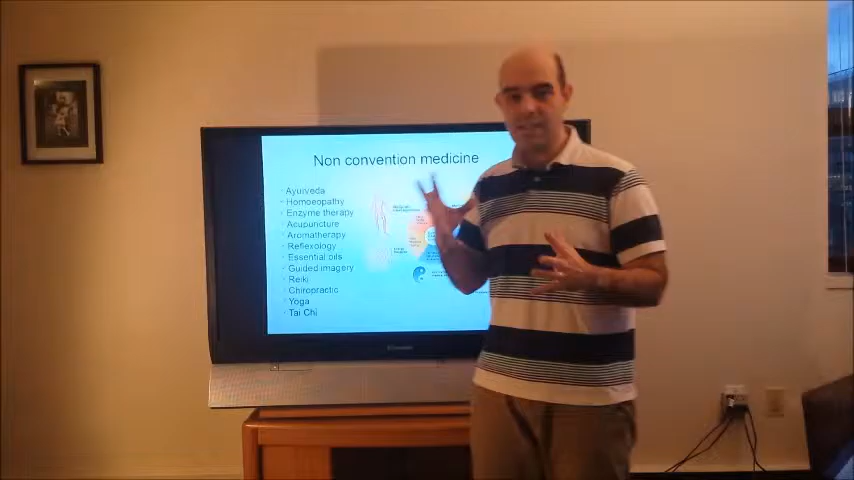 Non convention medicine
Ayurveda
Homoeopathy
Enzyme therapy
Acupuncture
Aromatherapy
Reflexology
Essential oils
Guided imagery
Reiki
Chiropractic
Yoga
Tai Chi